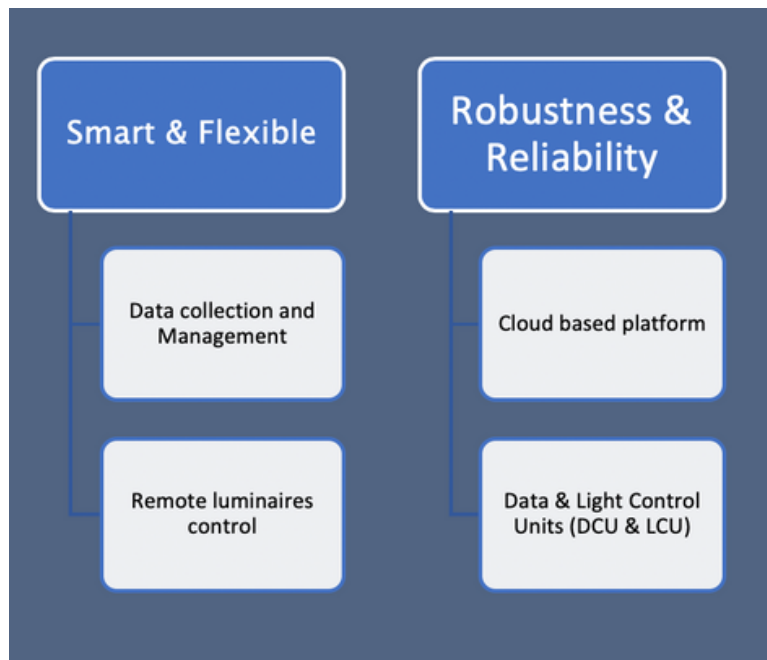 Smart & Flexible
Data collection and
Management
Remote luminaires
control
Robustness &
Reliability
Cloud based platform
Data & Light Control
Units (DCU & LCU)